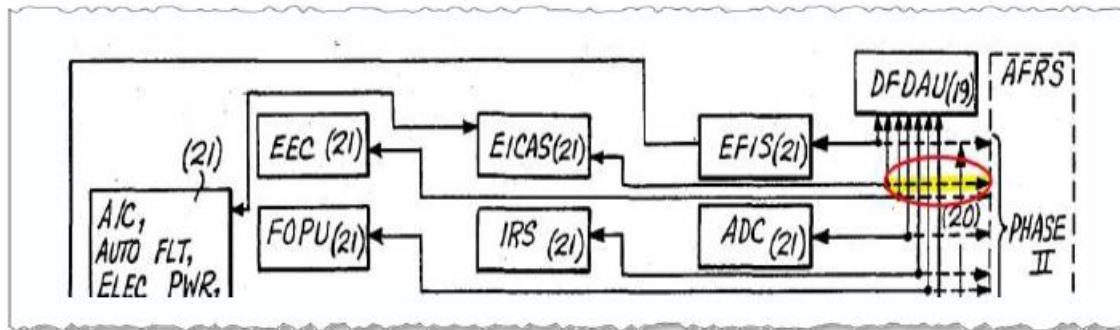 DFDAU(19)
AFRS
EEC (21)
EICAS(21)
EFIS(21)
(21)
A/C,
AUTO FLT,
ELEC PWR,
FOPU(21)
IRS (21)
ADC(21)
(20)
PHASE
II